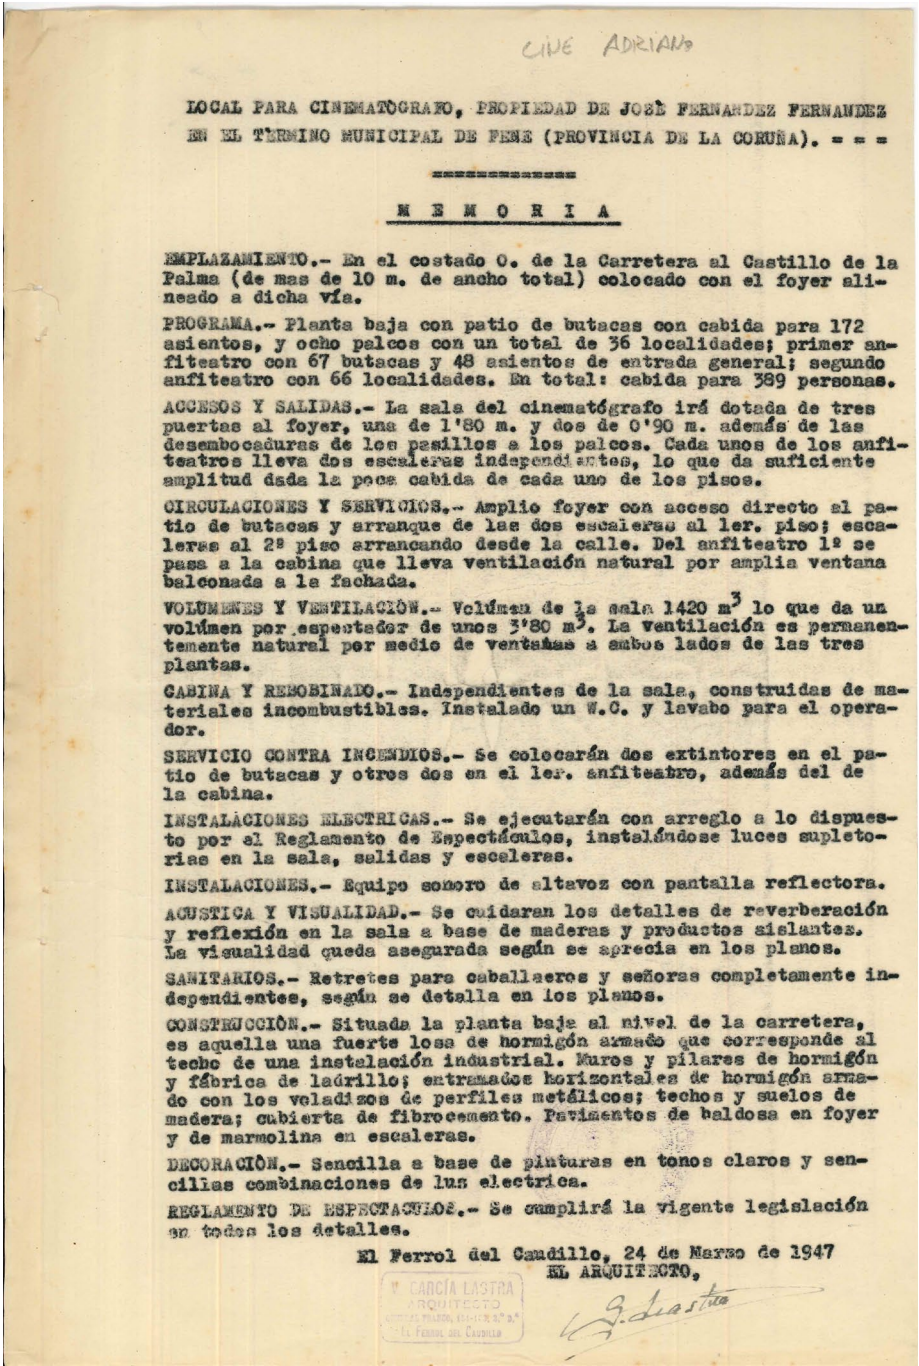 CINE ADRIANO
LOCAL PARA CINEMATÒGRAFO, PROPIEDAD DE JOSÈ FERNANDEZ FERNANDEZ
EN EL TÈRMINO MUNICIPAL DE FENE (PROVINCIA DE LA CORUÑA). = = =
=============
M E M O R I A
EMPLAZAMIENTO.- En el costado O. de la Carretera al Castillo de la
Palma (de mas de 10 m. de ancho total) colocado con el foyer ali-
neado a dicha vía.
PROGRAMA.- Planta baja con patio de butacas con cabida para 172
asientos, y ocho palcos con un total de 36 localidades; primer an-
fiteatro con 67 butacas y 48 asientos de entrada general; segundo
anfiteatro con 66 localidades. En total: cabida para 389 personas.
ACCESOS Y SALIDAS.- La sala del cinematógrafo irá dotada de tres
puertas al foyer, una de 1'80 m. y dos de 0'90 m. además de las
desembocaduras de los pasillos a los palcos. Cada unos de los anfi-
teatros lleva dos escaleras independientes, lo que da suficiente
amplitud dada la poca cabida de cada uno de los pisos.
CIRCULACIONES Y SERVICIOS.- Amplio foyer con acceso directo al pa-
tio de butacas y arranque de las dos escaleras al 1er. piso; esca-
leras al 2º piso arrancando desde la calle. Del anfiteatro 1º se
pasa a la cabina que lleva ventilación natural por amplia ventana
balconada a la fachada.
VOLÚMENES Y VENTILACIÒN.- Volúmen de la sala 1420 m3 lo que da un
volúmen por espectador de unos 3'80 m3. La ventilación es permanen-
temente natural por medio de ventanas a ambos lados de las tres
plantas.
CABINA Y REBOBINADO.- Independientes de la sala, construidas de ma-
teriales incombustibles. Instalado un W.C. y lavabo para el opera-
dor.
SERVICIO CONTRA INCENDIOS.- Se colocarán dos extintores en el pa-
tio de butacas y otros dos en el 1er. anfiteatro, además del de
la cabina.
INSTALACIONES ELECTRICAS.- Se ejecutarán con arreglo a lo dispues-
to por el Reglamento de Espectáculos, instalándose luces supleto-
rias en la sala, salidas y escaleras.
INSTALACIONES.- Equipo sonoro de altavoz con pantalla reflectora.
ACUSTICA Y VISUALIDAD.- Se cuidaran los detalles de reverberación
y reflexión en la sala a base de maderas y productos aislantes.
La visualidad queda asegurada según se aprecia en los planos.
SANITARIOS.- Retretes para caballaeros y señoras completamente in-
dependientes, según se detalla en los planos.
CONSTRUCCIÒN.- Situada la planta baja al nivel de la carretera,
es aquella una fuerte losa de hormigón armado que corresponde al
techo de una instalación industrial. Muros y pilares de hormigón
y fábrica de ladrillo; entramados horizontales de hormigón arma-
do con los voladizos de perfiles metálicos; techos y suelos de
madera; cubierta de fibrocemento. Pavimentos de baldosa en foyer
y de marmolina en escaleras.
DECORACIÒN.- Sencilla a base de pinturas en tonos claros y sen-
cillas combinaciones de lus electrica.
REGLAMENTO DE ESPECTACULOS.- Se cumplirá la vigente legislación
en todos los detalles.
El Ferrol del Caudillo, 24 de Marzo de 1947
EL ARQUITECTO,
GARCÍA LASTRA
ARQUITECTO
EL FERROL DEL CAUDILLO
G. Lastra